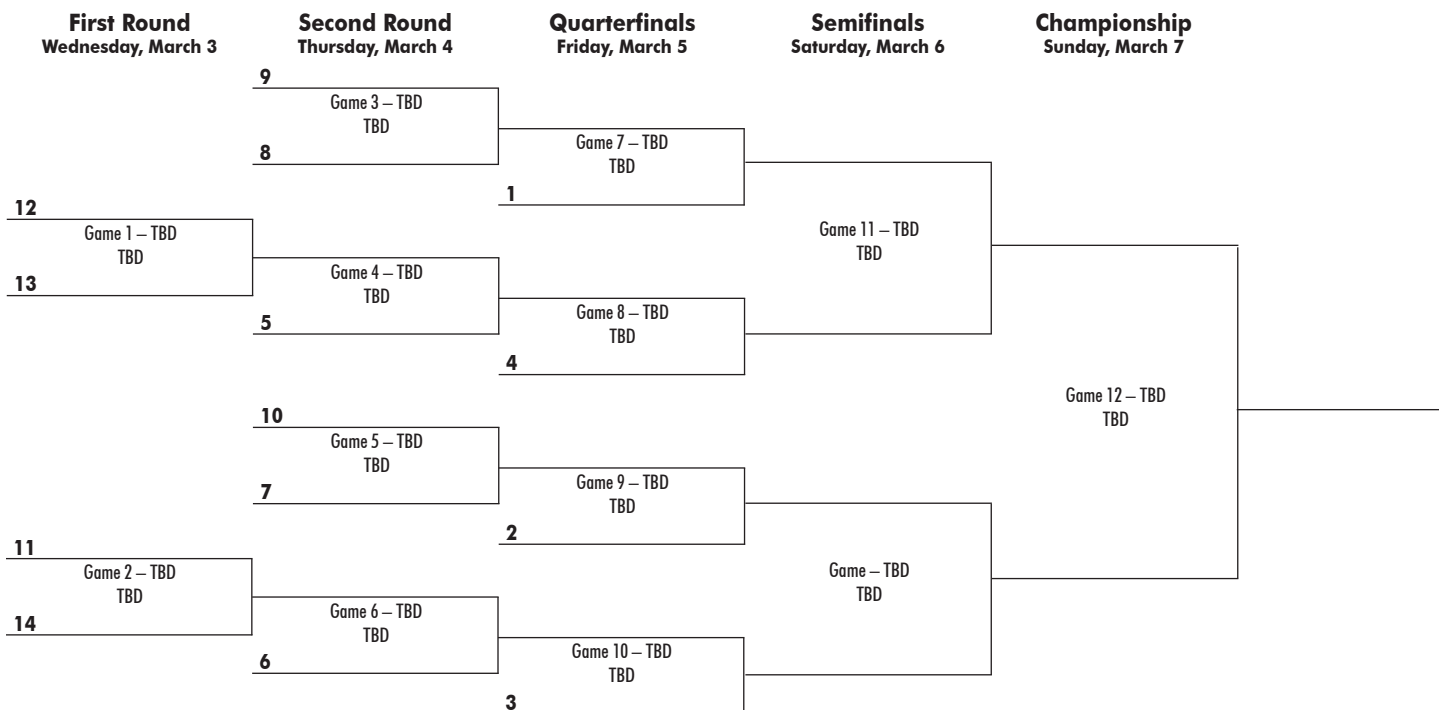 First Round
Wednesday, March 3
Second Round
Thursday, March 4
Quarterfinals
Friday, March 5
Semifinals
Saturday, March 6
Championship
Sunday, March 7
12
Game 1 – TBD
TBD
13
11
Game 2 – TBD
TBD
14
9
Game 3 – TBD
TBD
8
Game 4 – TBD
TBD
5
10
Game 5 – TBD
TBD
7
Game 6 – TBD
TBD
6
Game 7 – TBD
TBD
1
Game 8 – TBD
TBD
4
Game 9 – TBD
TBD
2
Game 10 – TBD
TBD
3
Game 11 – TBD
TBD
Game – TBD
TBD
Game 12 – TBD
TBD